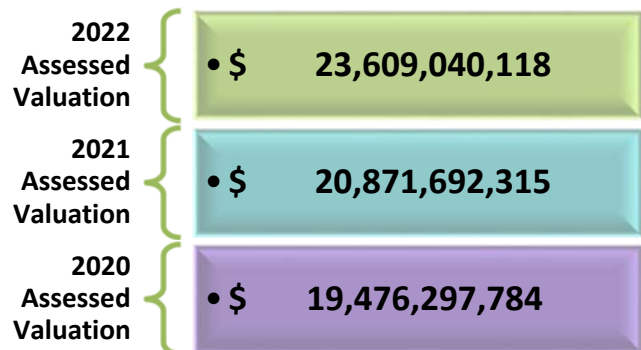 2022
Assessed
Valuation
• $ 23,609,040,118
2021
Assessed
Valuation
• $ 20,871,692,315
2020
Assessed
Valuation
• $ 19,476,297,784